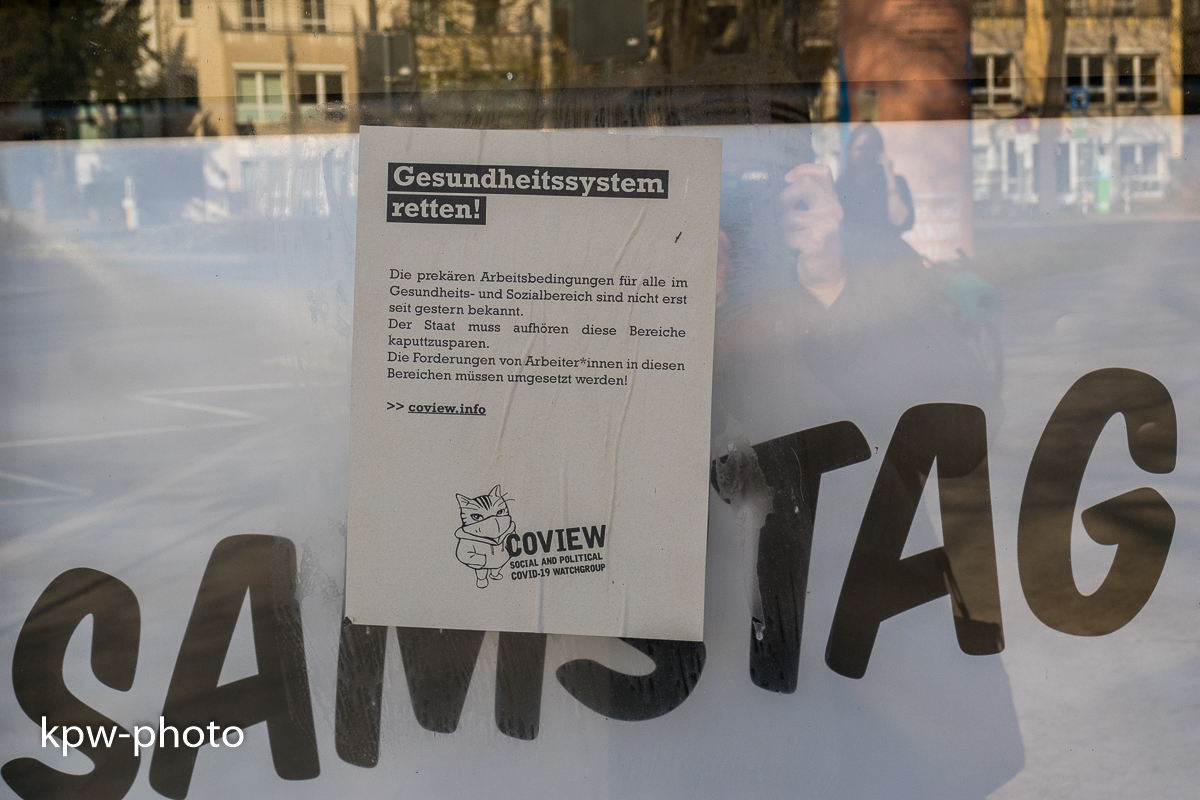 Gesundheitssystem
retten!
Die prekären Arbeitsbedingungen für alle im
Gesundheits- und Sozialbereich sind nicht erst
seit gestern bekannt.
Der Staat muss aufhören diese Bereiche
kaputtzusparen.
Die Forderungen von Arbeiter*innen in diesen
Bereichen müssen umgesetzt werden!
>> coview.info
COVIEW
SOCIAL AND POLITICAL
COVID-19 WATCHGROUP
SAMSTAG
kpw-photo